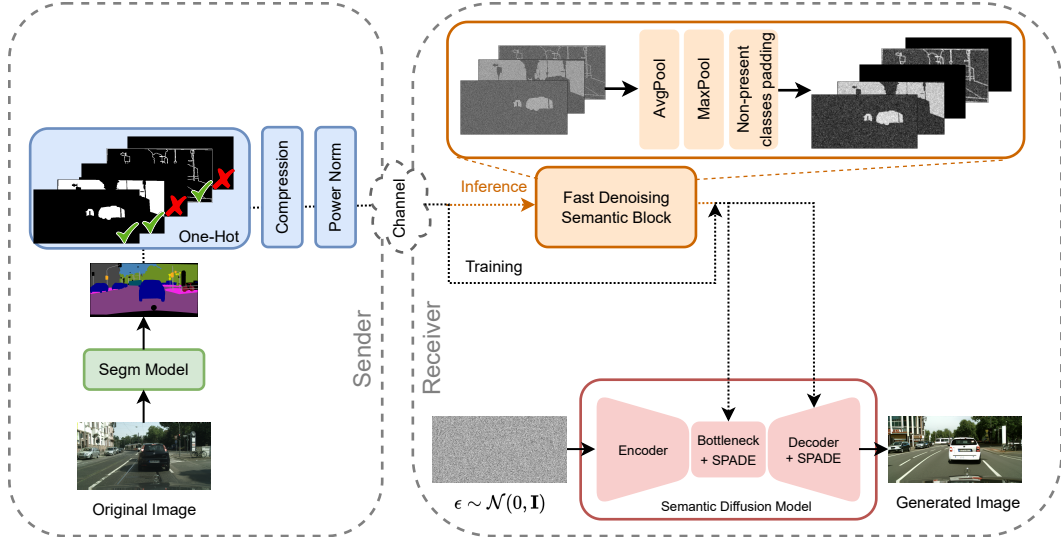 One-Hot
Compression
Power Norm
Channel
Segm Model
Original Image
Sender
Receiver
AvgPool
MaxPool
Non-present
classes padding
Inference
Fast Denoising
Semantic Block
Training
Encoder
Bottleneck
+ SPADE
Decoder
+ SPADE
Semantic Diffusion Model
ϵ ∼ 𝒩(0, 𝐈)
Generated Image